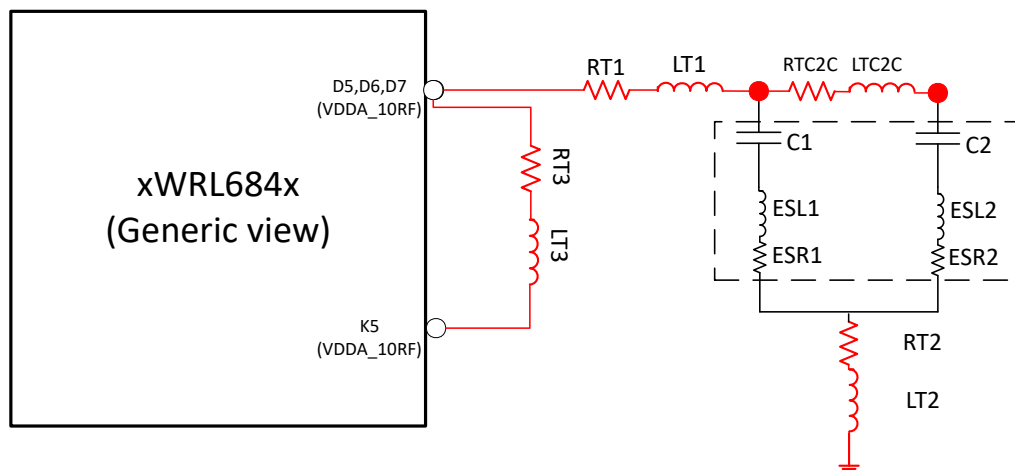 D5,D6,D7
(VDDA_10RF)
RT1
LT1
RTC2C
LTC2C
C1
C2
RT3
xWRL684x
(Generic view)
ESL1
ESL2
LT3
ESR1
ESR2
K5
(VDDA_10RF)
RT2
LT2